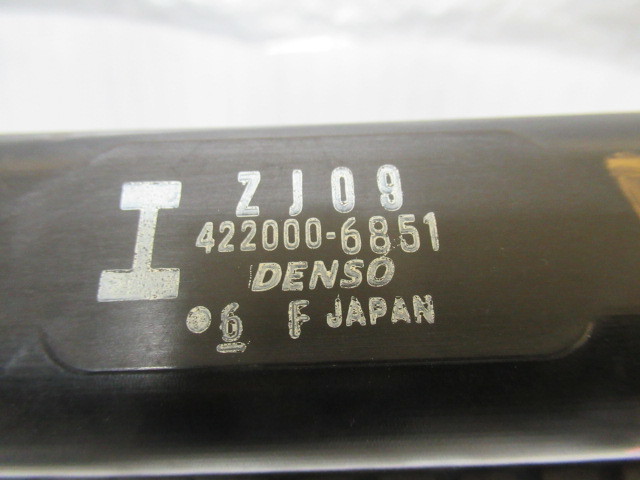 I ZJ09
422000-6851
DENSO
•6 F JAPAN